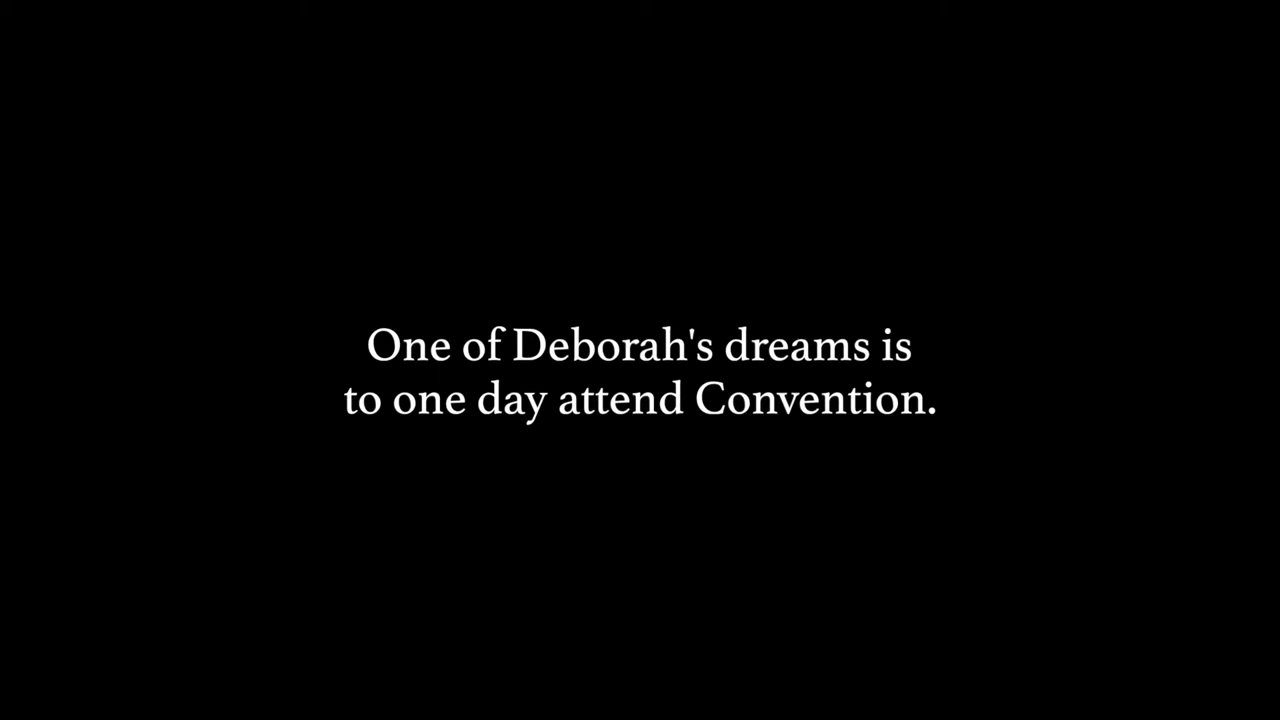 One of Deborah's dreams is
to one day attend Convention.